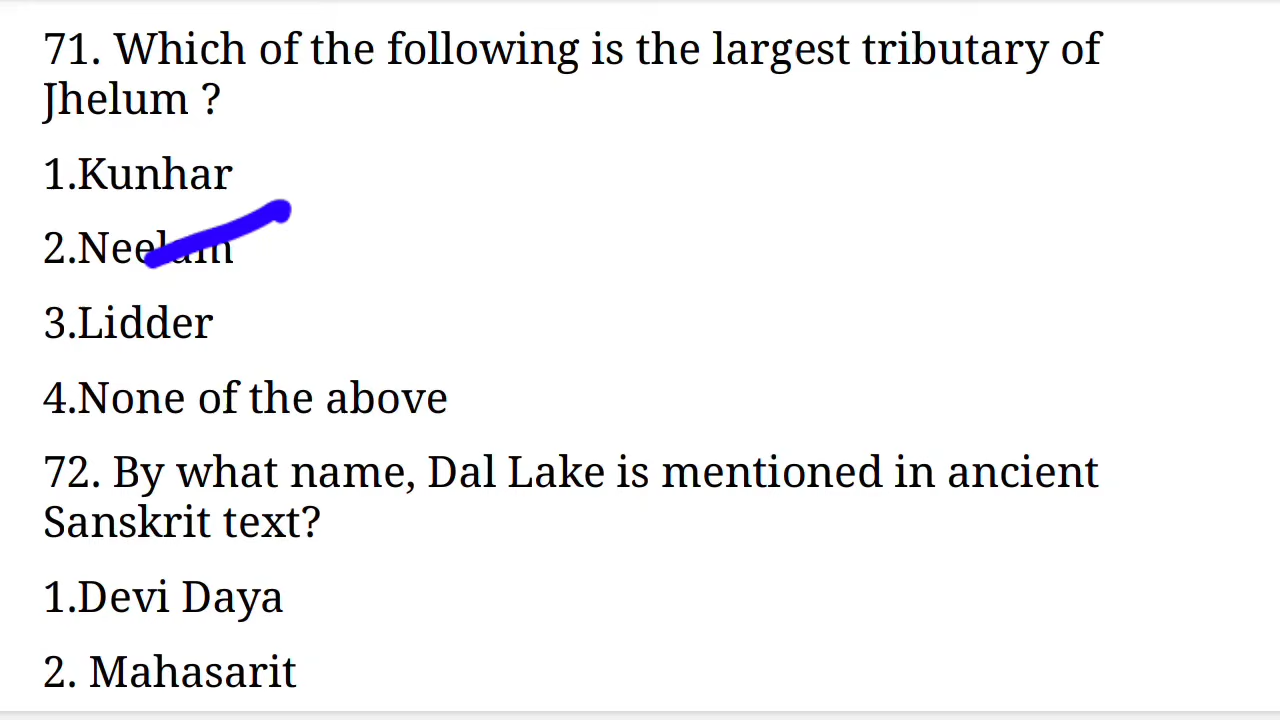 71. Which of the following is the largest tributary of
Jhelum ?
1.Kunhar
2.Neelam
3.Lidder
4.None of the above
72. By what name, Dal Lake is mentioned in ancient
Sanskrit text?
1.Devi Daya
2. Mahasarit